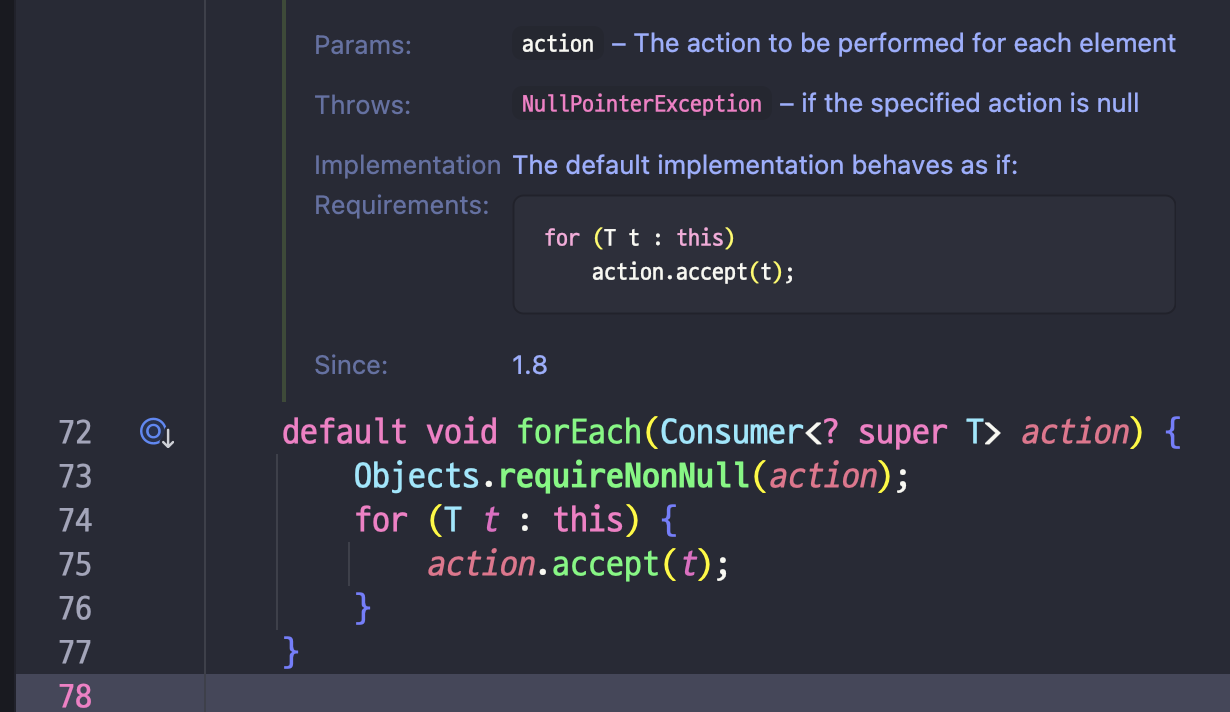 Params: action – The action to be performed for each element
Throws: NullPointerException – if the specified action is null
Implementation Requirements: The default implementation behaves as if:
for (T t : this)
    action.accept(t);
Since: 1.8
72 default void forEach(Consumer<? super T> action) {
73     Objects.requireNonNull(action);
74     for (T t : this) {
75         action.accept(t);
76     }
77 }
78